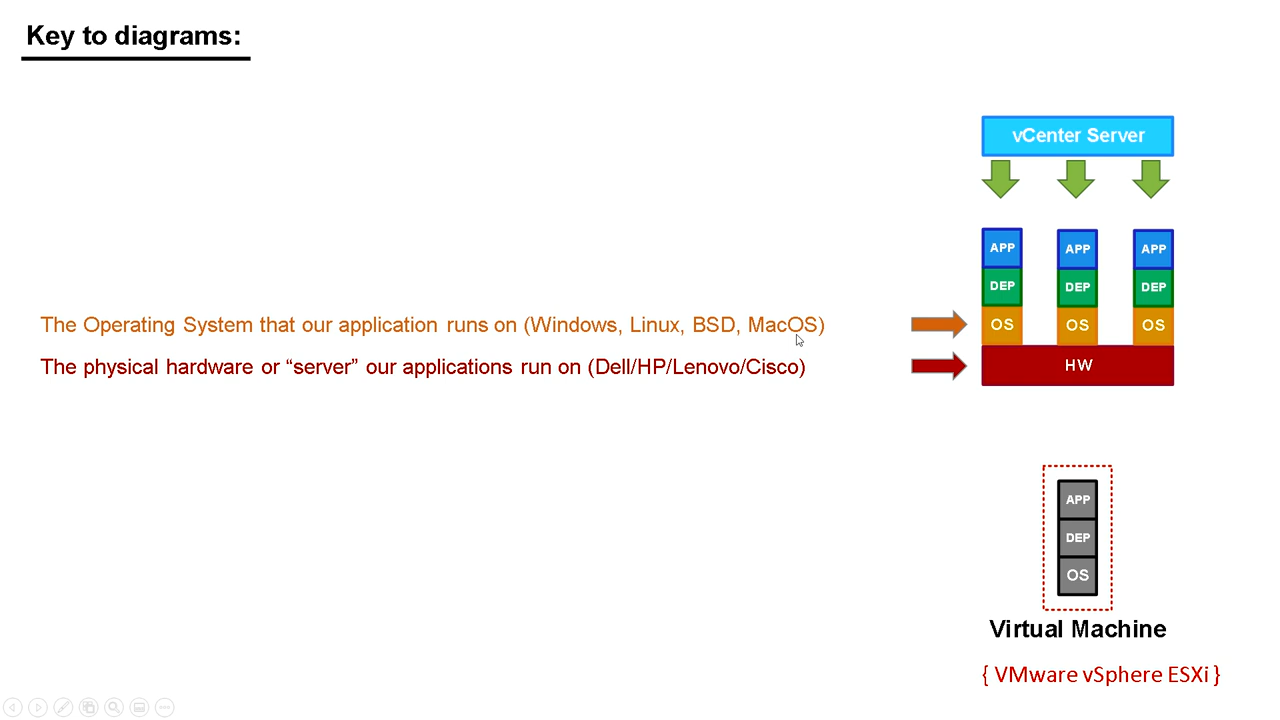 Key to diagrams:
vCenter Server
APP APP APP
DEP DEP DEP
The Operating System that our application runs on (Windows, Linux, BSD, MacOS)
OS OS OS
The physical hardware or “server” our applications run on (Dell/HP/Lenovo/Cisco)
HW
APP
DEP
OS
Virtual Machine
{ VMware vSphere ESXi }